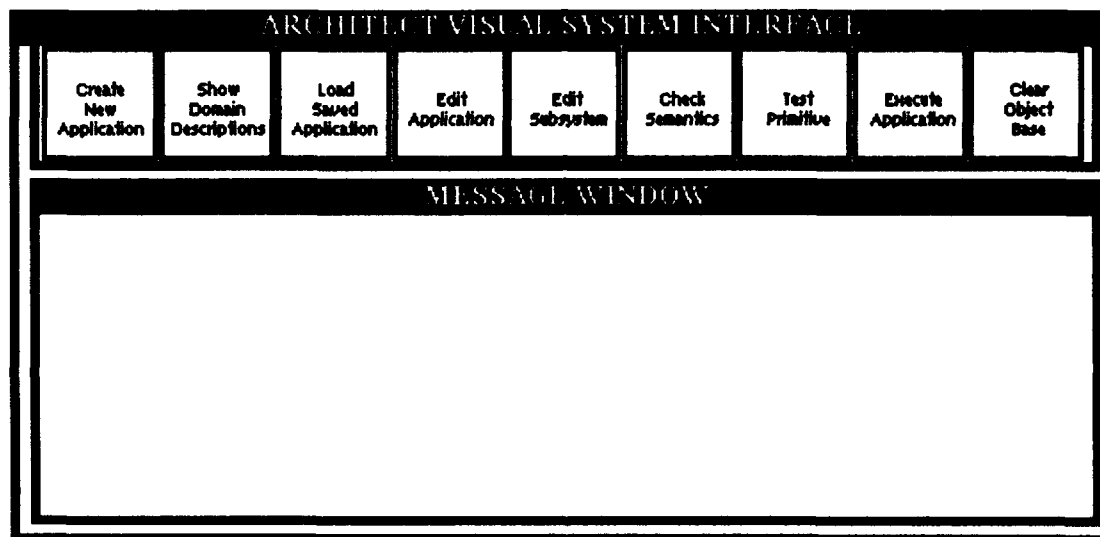 ARCHITECT VISUAL SYSTEM INTERFACE
Create
New
Application
Show
Domain
Descriptions
Load
Saved
Application
Edit
Application
Edit
Subsystem
Check
Semantics
Test
Primitive
Execute
Application
Clear
Object
Base
MESSAGE WINDOW